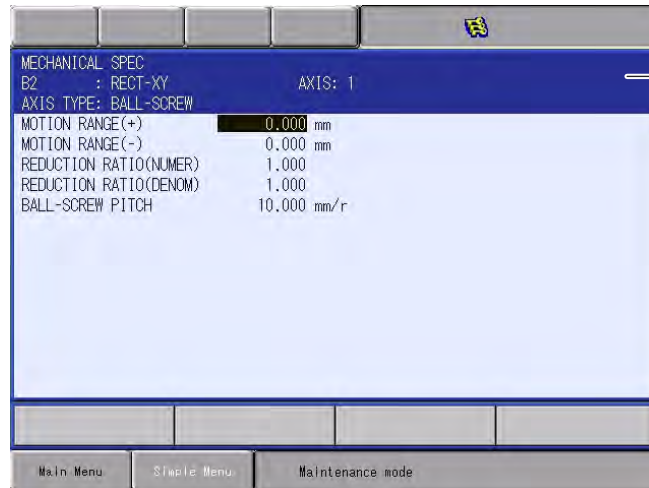 MECHANICAL SPEC
B2 : RECT-XY AXIS: 1
AXIS TYPE: BALL-SCREW
MOTION RANGE(+) 0.000 mm
MOTION RANGE(-) 0.000 mm
REDUCTION RATIO(NUMER) 1.000
REDUCTION RATIO(DENOM) 1.000
BALL-SCREW PITCH 10.000 mm/r
Main Menu Simple Menu Maintenance mode